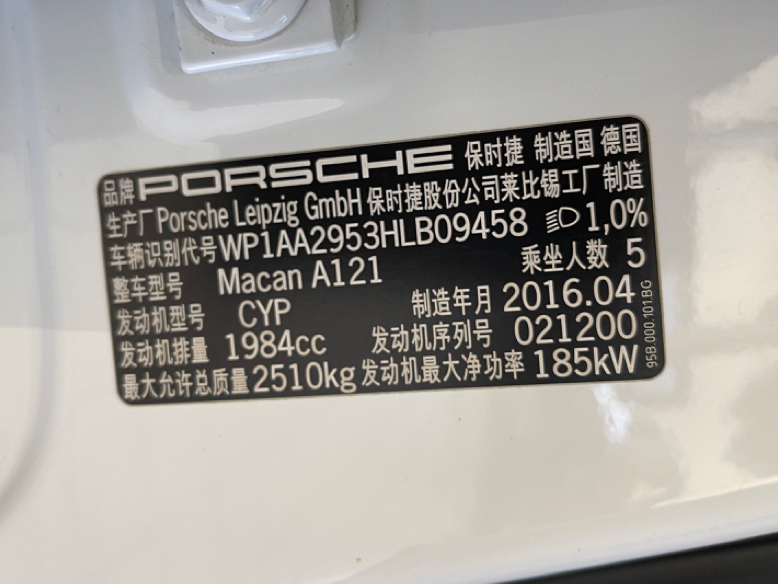 品牌 PORSCHE 保时捷 制造国 德国
生产厂 Porsche Leipzig GmbH 保时捷股份公司莱比锡工厂制造
车辆识别代号 WP1AA2953HLB09458 1,0%
整车型号 Macan A121 乘坐人数 5
发动机型号 CYP 制造年月 2016.04
发动机排量 1984cc 发动机序列号 021200
最大允许总质量 2510kg 发动机最大净功率 185kW
95B.000.101.BG